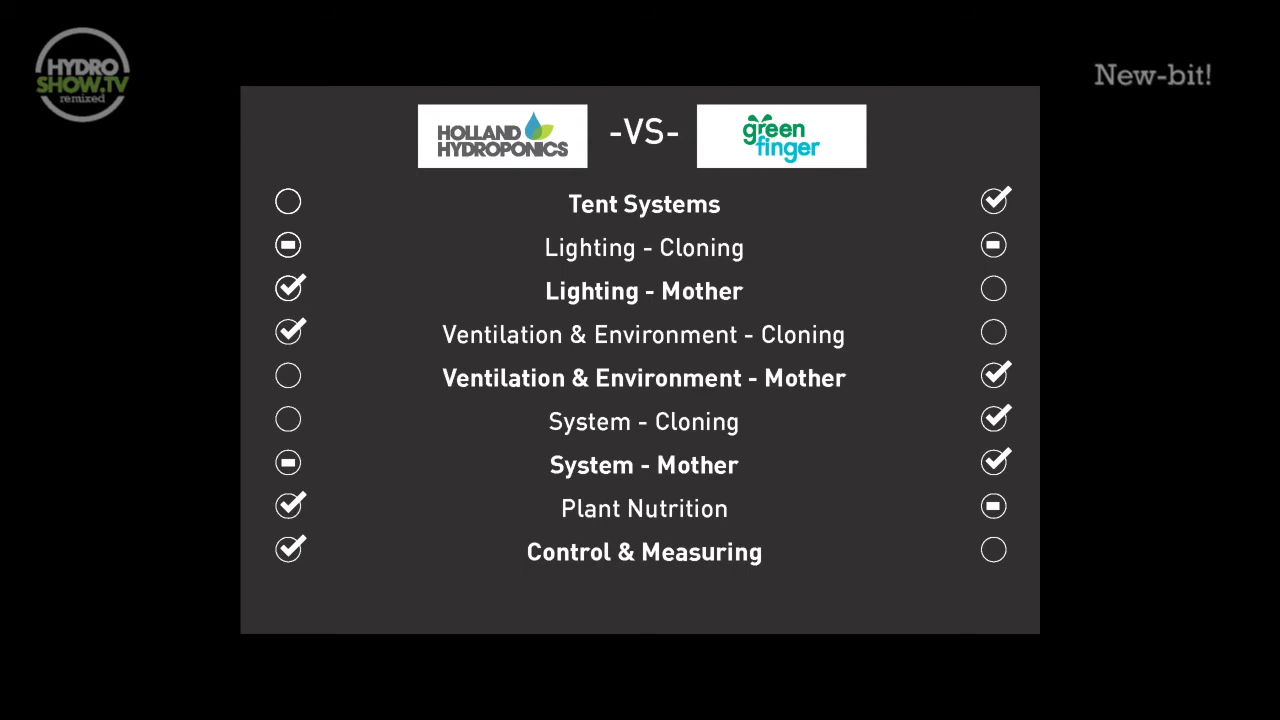 HYDRO
SHOW.TV
remixed
New-bit!
HOLLAND
HYDROPONICS
-VS-
green
finger
Tent Systems
Lighting - Cloning
Lighting - Mother
Ventilation & Environment - Cloning
Ventilation & Environment - Mother
System - Cloning
System - Mother
Plant Nutrition
Control & Measuring